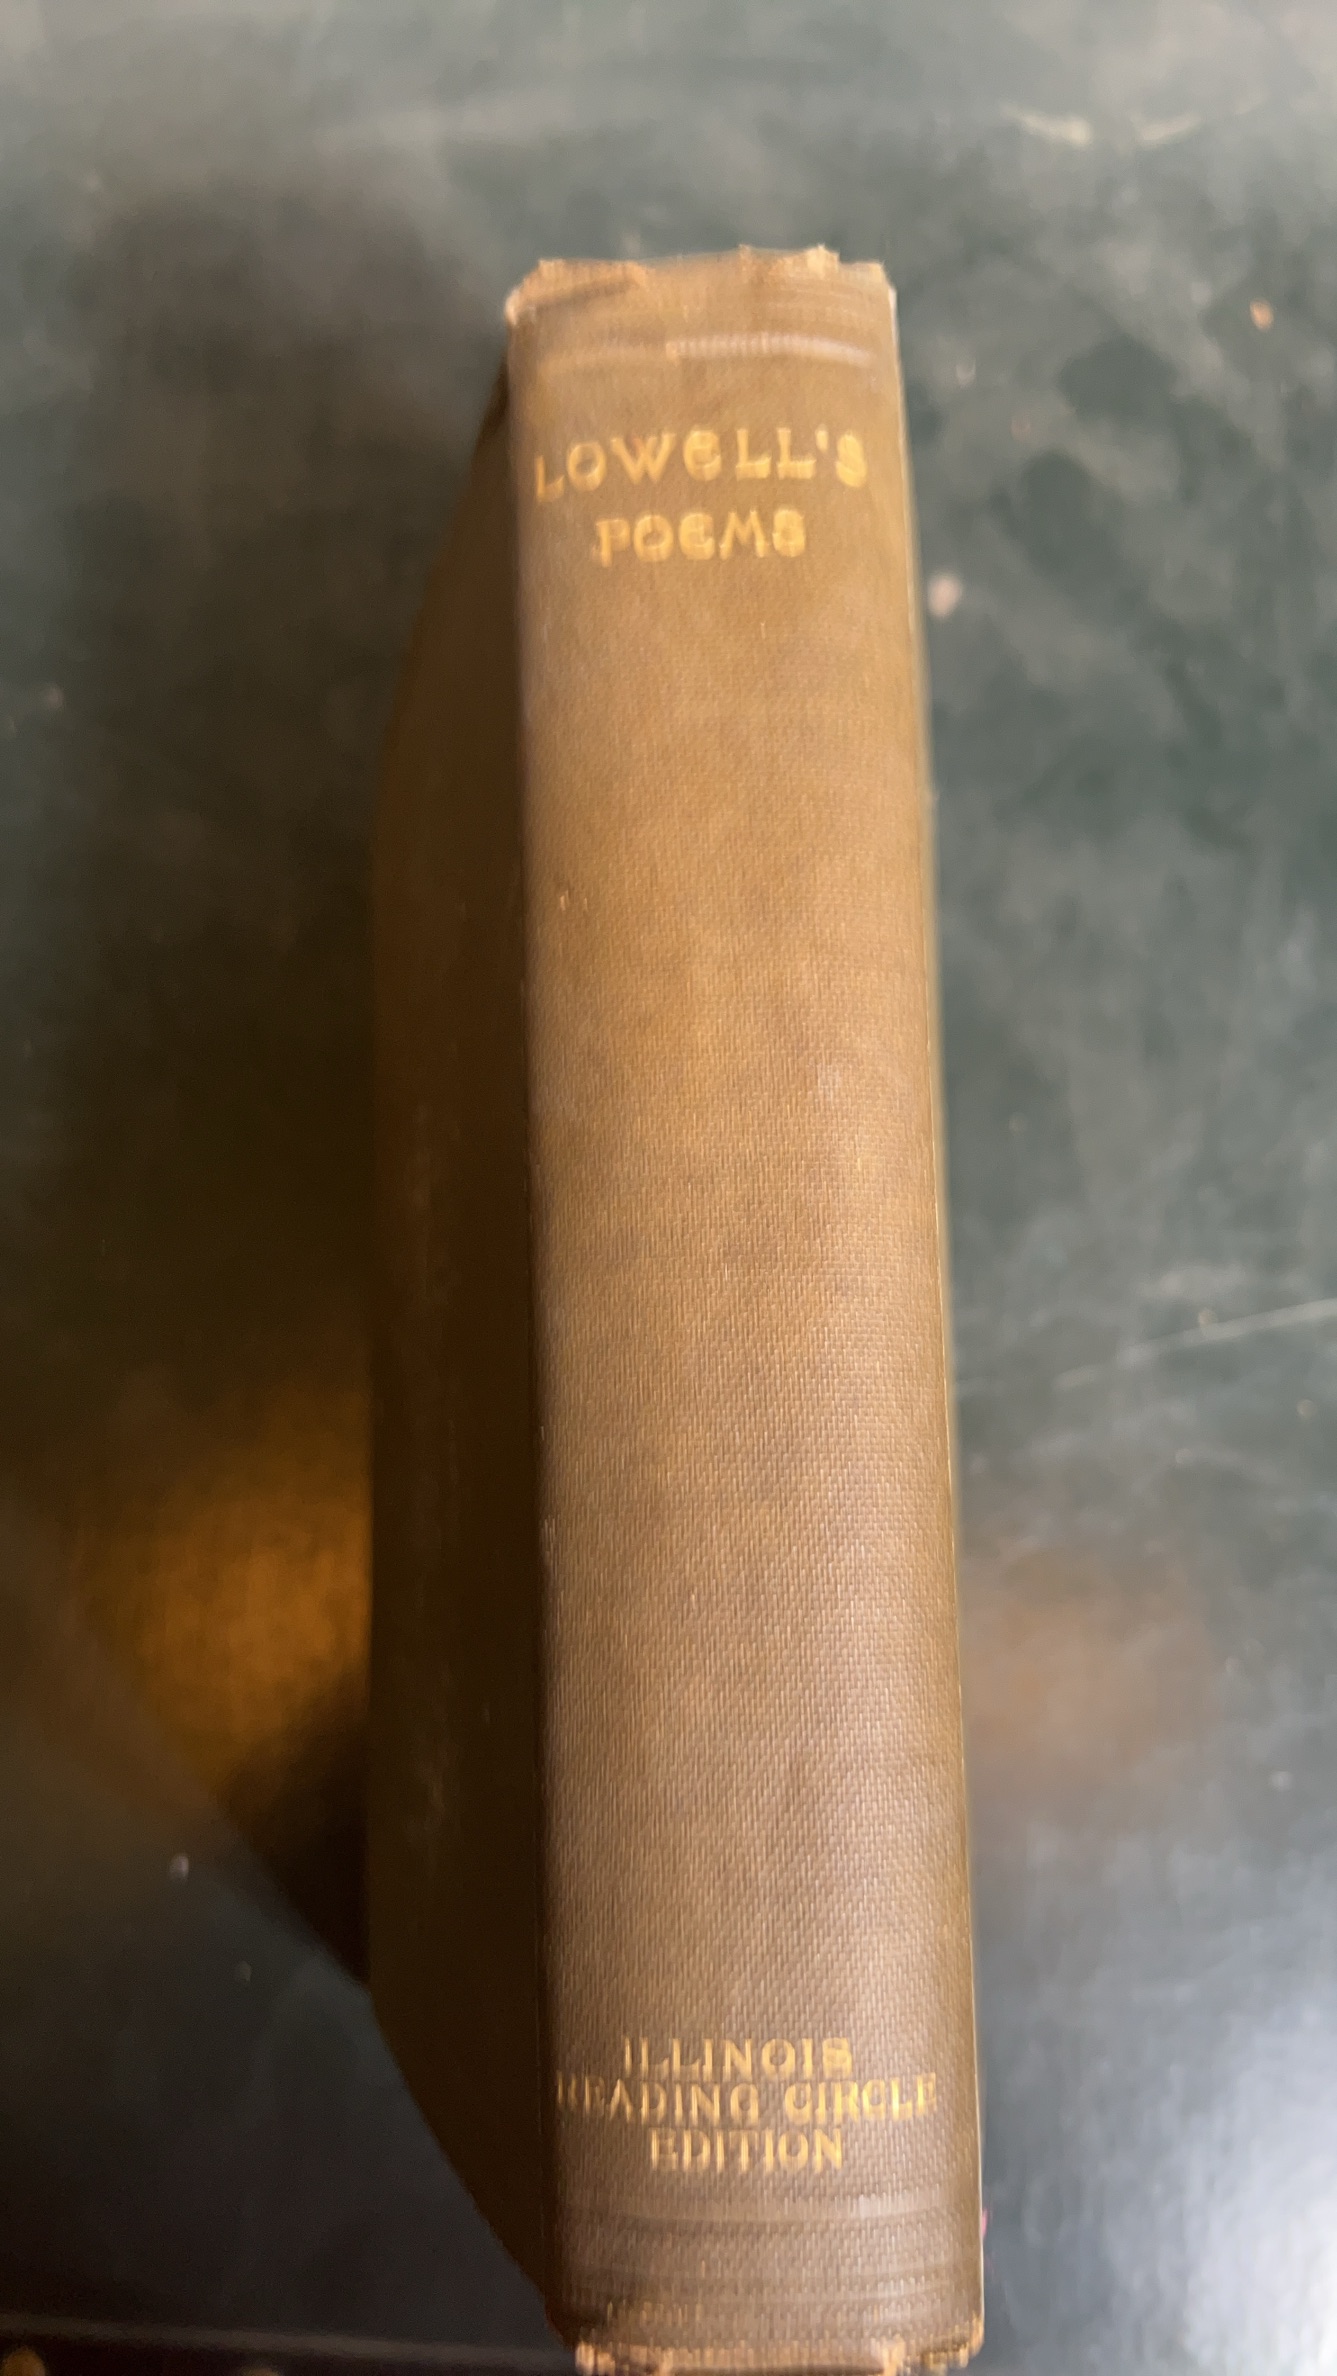 LOWELL'S
POEMS
ILLINOIS
READING CIRCLE
EDITION